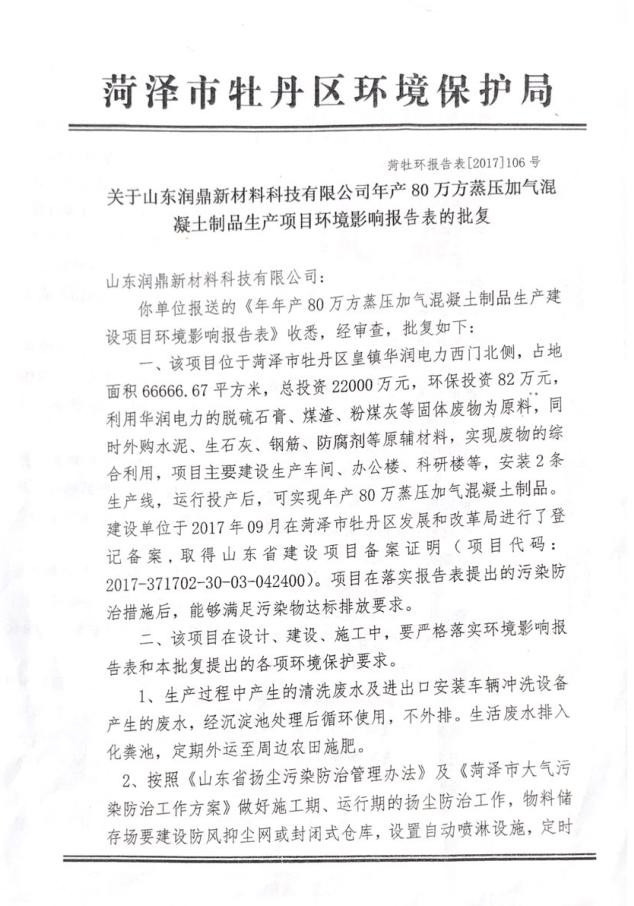 菏泽市牡丹区环境保护局
菏牡环报告表[2017]106号
关于山东润鼎新材料科技有限公司年产80万方蒸压加气混
凝土制品生产项目环境影响报告表的批复
山东润鼎新材料科技有限公司：
你单位报送的《年年产80万方蒸压加气混凝土制品生产建
设项目环境影响报告表》收悉，经审查，批复如下：
一、该项目位于菏泽市牡丹区皇镇华润电力西门北侧，占地
面积66666.67平方米，总投资22000万元，环保投资82万元，
利用华润电力的脱硫石膏、煤渣、粉煤灰等固体废物为原料，同
时外购水泥、生石灰、钢筋、防腐剂等原辅材料，实现废物的综
合利用，项目主要建设生产车间、办公楼、科研楼等，安装2条
生产线，运行投产后，可实现年产80万蒸压加气混凝土制品。
建设单位于2017年09月在菏泽市牡丹区发展和改革局进行了登
记备案,取得山东省建设项目备案证明（项目代码：
2017-371702-30-03-042400）。项目在落实报告表提出的污染防
治措施后，能够满足污染物达标排放要求。
二、该项目在设计、建设、施工中，要严格落实环境影响报
告表和本批复提出的各项环境保护要求。
1、生产过程中产生的清洗废水及进出口安装车辆冲洗设备
产生的废水，经沉淀池处理后循环使用，不外排。生活废水排入
化粪池，定期外运至周边农田施肥。
2、按照《山东省扬尘污染防治管理办法》及《菏泽市大气污
染防治工作方案》做好施工期、运行期的扬尘防治工作，物料储
存场要建设防风抑尘网或封闭式仓库，设置自动喷淋设施，定时